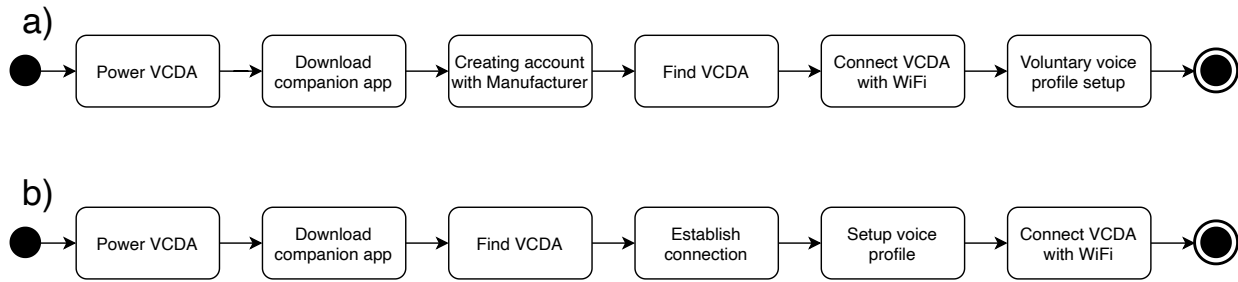 a)
Power VCDA
Download
companion app
Creating account
with Manufacturer
Find VCDA
Connect VCDA
with WiFi
Voluntary voice
profile setup
b)
Power VCDA
Download
companion app
Find VCDA
Establish
connection
Setup voice
profile
Connect VCDA
with WiFi